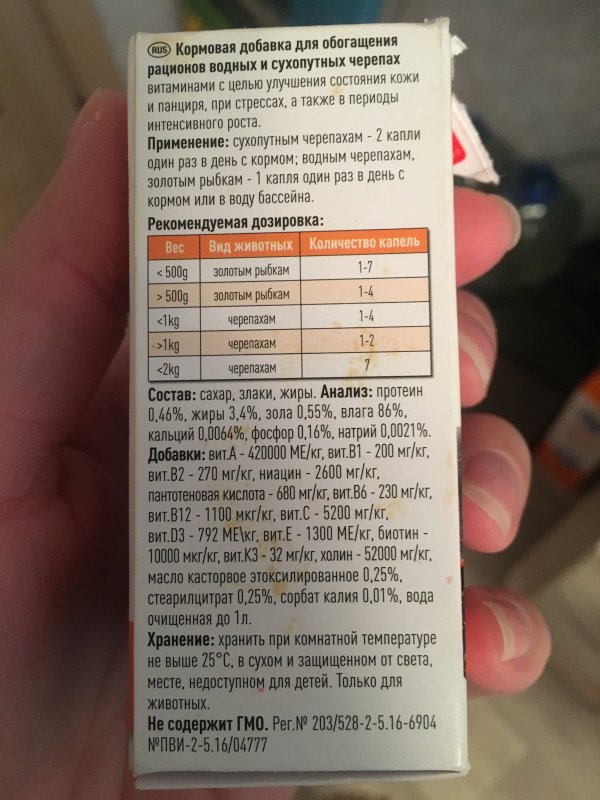 RUS Кормовая добавка для обогащения
рационов водных и сухопутных черепах
витаминами с целью улучшения состояния кожи
и панциря, при стрессах, а также в периоды
интенсивного роста.
Применение: сухопутным черепахам - 2 капли
один раз в день с кормом; водным черепахам,
золотым рыбкам - 1 капля один раз в день с
кормом или в воду бассейна.
Рекомендуемая дозировка:
Вес Вид животных Количество капель
< 500g золотым рыбкам 1-7
> 500g золотым рыбкам 1-4
<1kg черепахам 1-4
>1kg черепахам 1-2
<2kg черепахам 7
Состав: сахар, злаки, жиры. Анализ: протеин
0,46%, жиры 3,4%, зола 0,55%, влага 86%,
кальций 0,0064%, фосфор 0,16%, натрий 0,0021%.
Добавки: вит.А - 420000 МЕ/кг, вит.В1 - 200 мг/кг,
вит.В2 - 270 мг/кг, ниацин - 2600 мг/кг,
пантотеновая кислота - 680 мг/кг, вит.В6 - 230 мг/кг,
вит.В12 - 1100 мкг/кг, вит.С - 5200 мг/кг,
вит.D3 - 792 МЕ\кг, вит.Е - 1300 МЕ/кг, биотин -
10000 мкг/кг, вит.К3 - 32 мг/кг, холин - 52000 мг/кг,
масло касторовое этоксилированное 0,25%,
стеарилцитрат 0,25%, сорбат калия 0,01%, вода
очищенная до 1л.
Хранение: хранить при комнатной температуре
не выше 25°С, в сухом и защищенном от света,
месте, недоступном для детей. Только для
животных.
Не содержит ГМО. Рег.№ 203/528-2-5.16-6904
№ПВИ-2-5.16/04777